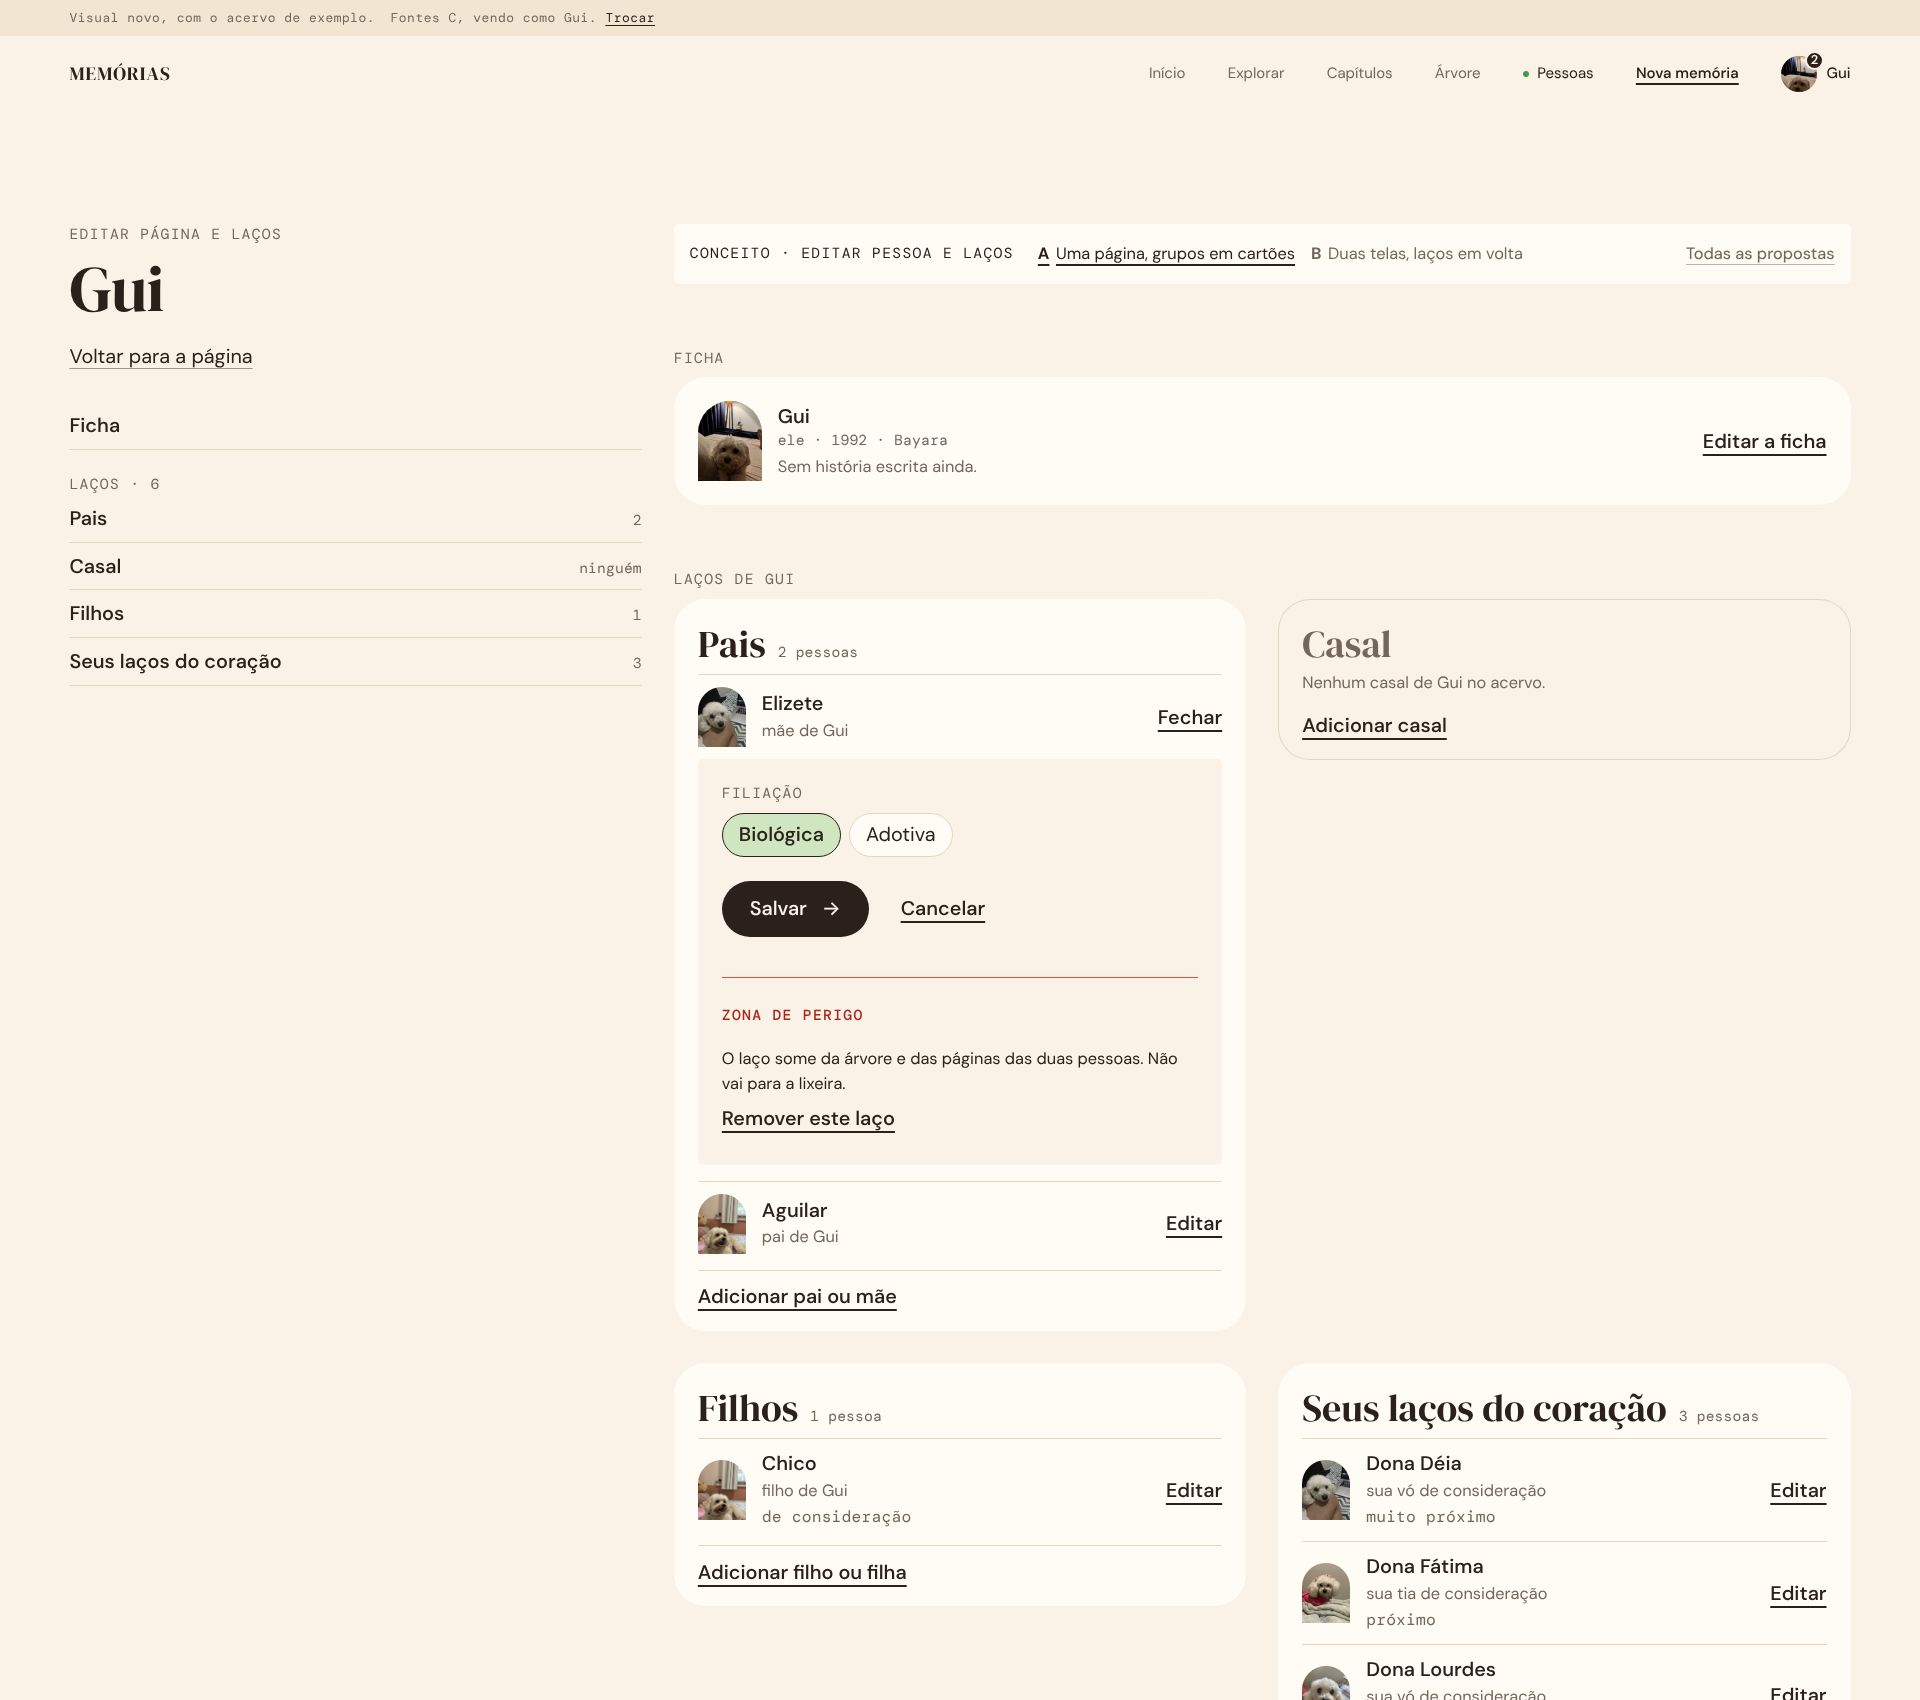 Visual novo, com o acervo de exemplo. Fontes C, vendo como Gui. Trocar
MEMÓRIAS
Início Explorar Capítulos Árvore Pessoas Nova memória 2 Gui
EDITAR PÁGINA E LAÇOS
Gui
Voltar para a página
Ficha
LAÇOS · 6
Pais 2
Casal ninguém
Filhos 1
Seus laços do coração 3
CONCEITO · EDITAR PESSOA E LAÇOS A Uma página, grupos em cartões B Duas telas, laços em volta Todas as propostas
FICHA
Gui
ele · 1992 · Bayara
Sem história escrita ainda.
Editar a ficha
LAÇOS DE GUI
Pais 2 pessoas
Elizete
mãe de Gui
Fechar
FILIAÇÃO
Biológica Adotiva
Salvar → Cancelar
ZONA DE PERIGO
O laço some da árvore e das páginas das duas pessoas. Não
vai para a lixeira.
Remover este laço
Aguilar
pai de Gui
Editar
Adicionar pai ou mãe
Casal
Nenhum casal de Gui no acervo.
Adicionar casal
Filhos 1 pessoa
Chico
filho de Gui
de consideração
Editar
Adicionar filho ou filha
Seus laços do coração 3 pessoas
Dona Déia
sua vó de consideração
muito próximo
Editar
Dona Fátima
sua tia de consideração
próximo
Editar
Dona Lourdes
sua vó de consideração
Editar